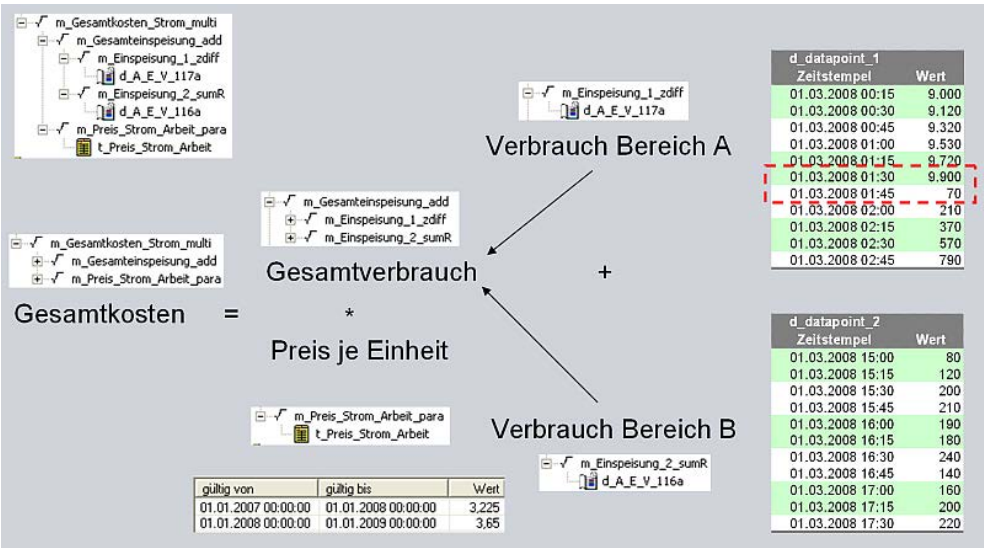 m_Gesamtkosten_Strom_multi
m_Gesamteinspeisung_add
m_Einspeisung_1_zdiff
d_A_E_V_117a
m_Einspeisung_2_sumR
d_A_E_V_116a
m_Preis_Strom_Arbeit_para
t_Preis_Strom_Arbeit
m_Einspeisung_1_zdiff
d_A_E_V_117a
Verbrauch Bereich A
d_datapoint_1
Zeitstempel Wert
01.03.2008 00:15 9.000
01.03.2008 00:30 9.120
01.03.2008 00:45 9.320
01.03.2008 01:00 9.530
01.03.2008 01:15 9.720
01.03.2008 01:30 9.900
01.03.2008 01:45 70
01.03.2008 02:00 210
01.03.2008 02:15 370
01.03.2008 02:30 570
01.03.2008 02:45 790
m_Gesamteinspeisung_add
m_Einspeisung_1_zdiff
m_Einspeisung_2_sumR
m_Gesamtkosten_Strom_multi
m_Gesamteinspeisung_add
m_Preis_Strom_Arbeit_para
Gesamtverbrauch +
Gesamtkosten = *
Preis je Einheit
m_Preis_Strom_Arbeit_para
t_Preis_Strom_Arbeit
Verbrauch Bereich B
m_Einspeisung_2_sumR
d_A_E_V_116a
gültig von gültig bis Wert
01.01.2007 00:00:00 01.01.2008 00:00:00 3,225
01.01.2008 00:00:00 01.01.2009 00:00:00 3,65
d_datapoint_2
Zeitstempel Wert
01.03.2008 15:00 80
01.03.2008 15:15 120
01.03.2008 15:30 200
01.03.2008 15:45 210
01.03.2008 16:00 190
01.03.2008 16:15 180
01.03.2008 16:30 240
01.03.2008 16:45 140
01.03.2008 17:00 160
01.03.2008 17:15 200
01.03.2008 17:30 220